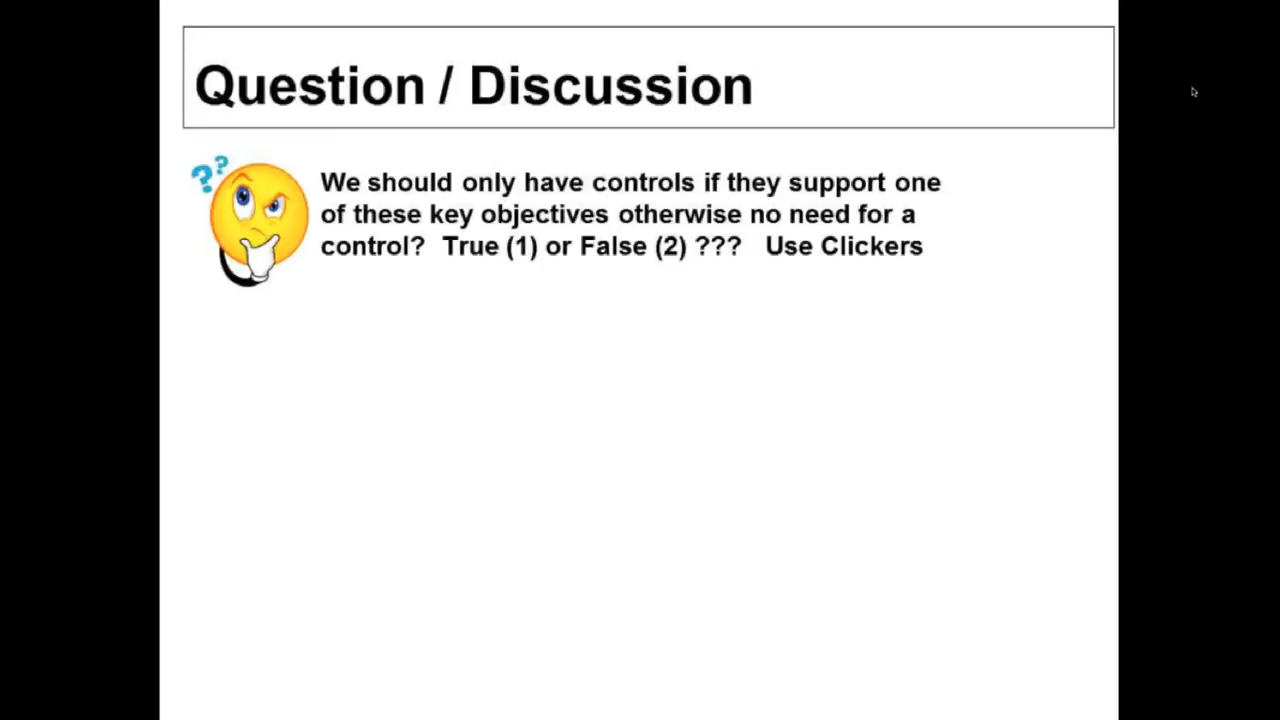 Question / Discussion
??
We should only have controls if they support one
of these key objectives otherwise no need for a
control? True (1) or False (2) ??? Use Clickers